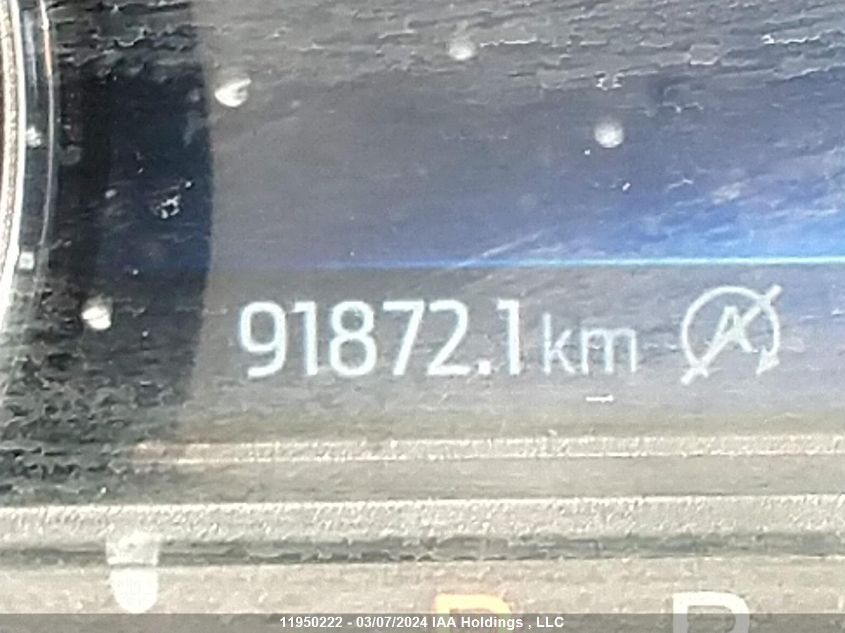 91872.1 km A
P R
11950222 - 03/07/2024 IAA Holdings , LLC